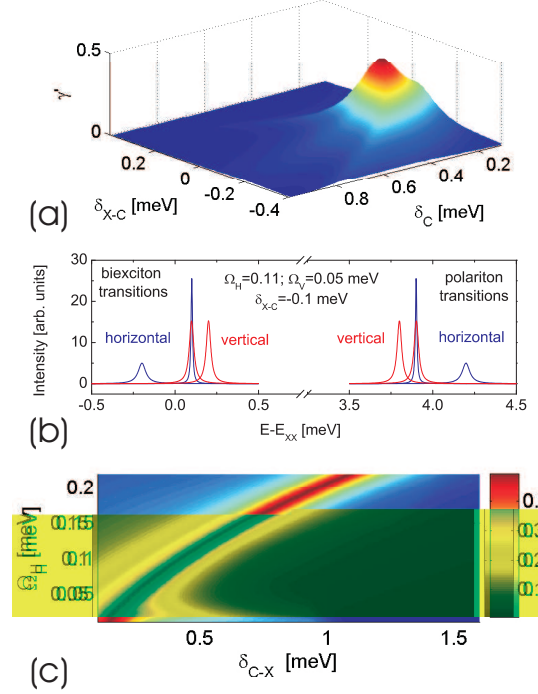 (a)
0.5
0
γ'
0.2
0
-0.2
-0.4
δX-C [meV]
0.8
0.6
0.4
0.2
δC [meV]
(b)
30
20
10
0
Intensity [arb. units]
biexciton
transitions
ΩH=0.11; ΩV=0.05 meV
δX-C=-0.1 meV
polariton
transitions
horizontal
vertical
vertical
horizontal
-0.5
0.0
0.5
3.5
4.0
4.5
E-EXX [meV]
(c)
0.2
0.15
0.1
0.05
[meV]
0.5
1
1.5
δC-X [meV]